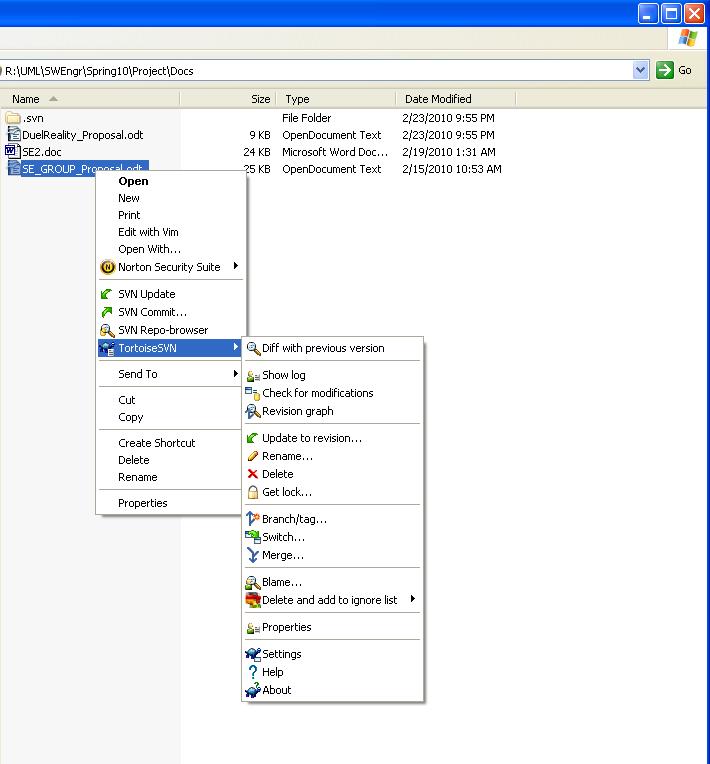 R:\UML\SWEngr\Spring10\Project\Docs Go
Name Size Type Date Modified
.svn File Folder 2/23/2010 9:55 PM
DuelReality_Proposal.odt 9 KB OpenDocument Text 2/23/2010 9:55 PM
SE2.doc 24 KB Microsoft Word Doc... 2/19/2010 1:31 AM
SE_GROUP_Proposal.odt 25 KB OpenDocument Text 2/15/2010 10:53 AM
Open
New
Print
Edit with Vim
Open With...
Norton Security Suite
SVN Update
SVN Commit...
SVN Repo-browser
TortoiseSVN
Send To
Cut
Copy
Create Shortcut
Delete
Rename
Properties
Diff with previous version
Show log
Check for modifications
Revision graph
Update to revision...
Rename...
Delete
Get lock...
Branch/tag...
Switch...
Merge...
Blame...
Delete and add to ignore list
Properties
Settings
Help
About